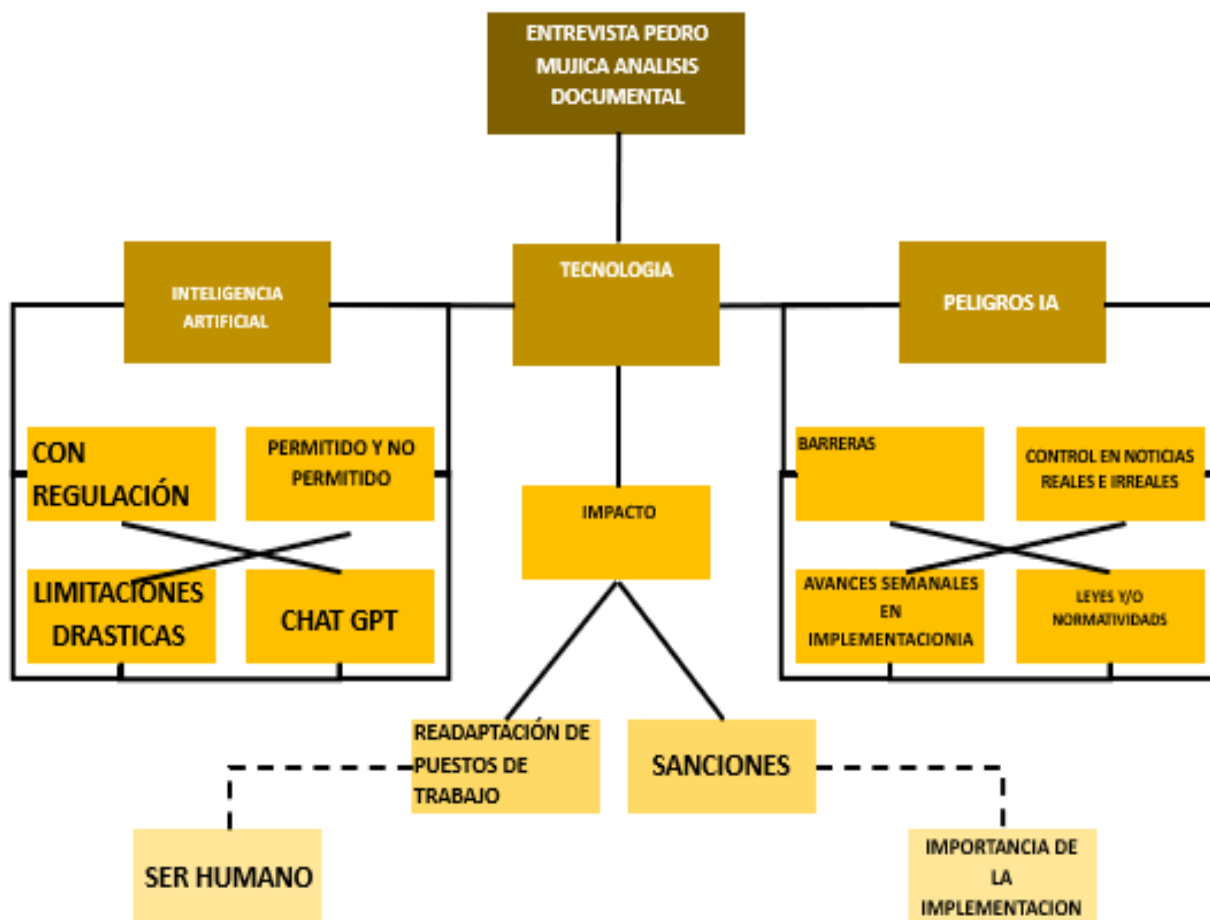 ENTREVISTA PEDRO
MUJICA ANALISIS
DOCUMENTAL
INTELIGENCIA
ARTIFICIAL
TECNOLOGIA
PELIGROS IA
CON
REGULACIÓN
PERMITIDO Y NO
PERMITIDO
LIMITACIONES
DRASTICAS
CHAT GPT
IMPACTO
BARRERAS
CONTROL EN NOTICIAS
REALES E IRREALES
AVANCES SEMANALES
EN
IMPLEMENTACIONIA
LEYES Y/O
NORMATIVIDADS
READAPTACIÓN DE
PUESTOS DE
TRABAJO
SANCIONES
SER HUMANO
IMPORTANCIA DE
LA
IMPLEMENTACION